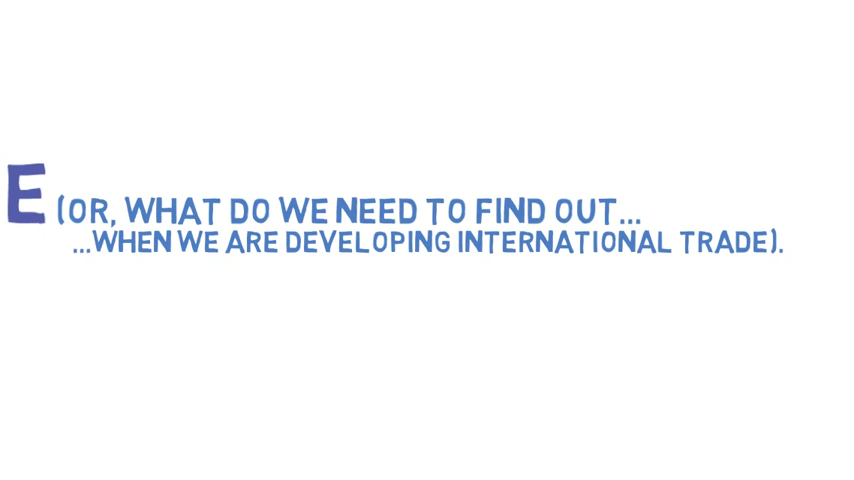 E (OR, WHAT DO WE NEED TO FIND OUT...
...WHEN WE ARE DEVELOPING INTERNATIONAL TRADE).